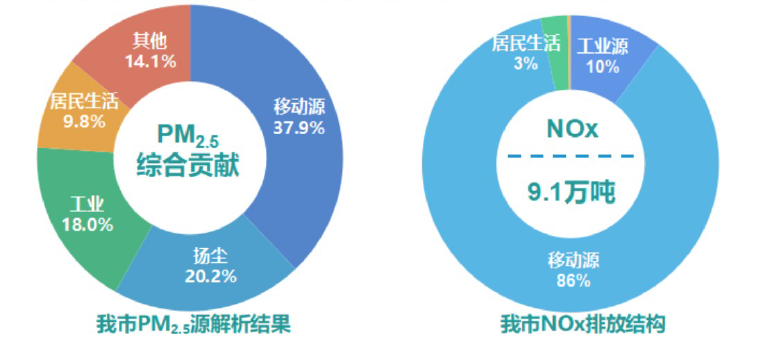 其他
14.1%
居民生活
9.8%
移动源
37.9%
PM2.5
综合贡献
工业
18.0%
扬尘
20.2%
我市PM2.5源解析结果
居民生活
3%
工业源
10%
NOx
9.1万吨
移动源
86%
我市NOx排放结构